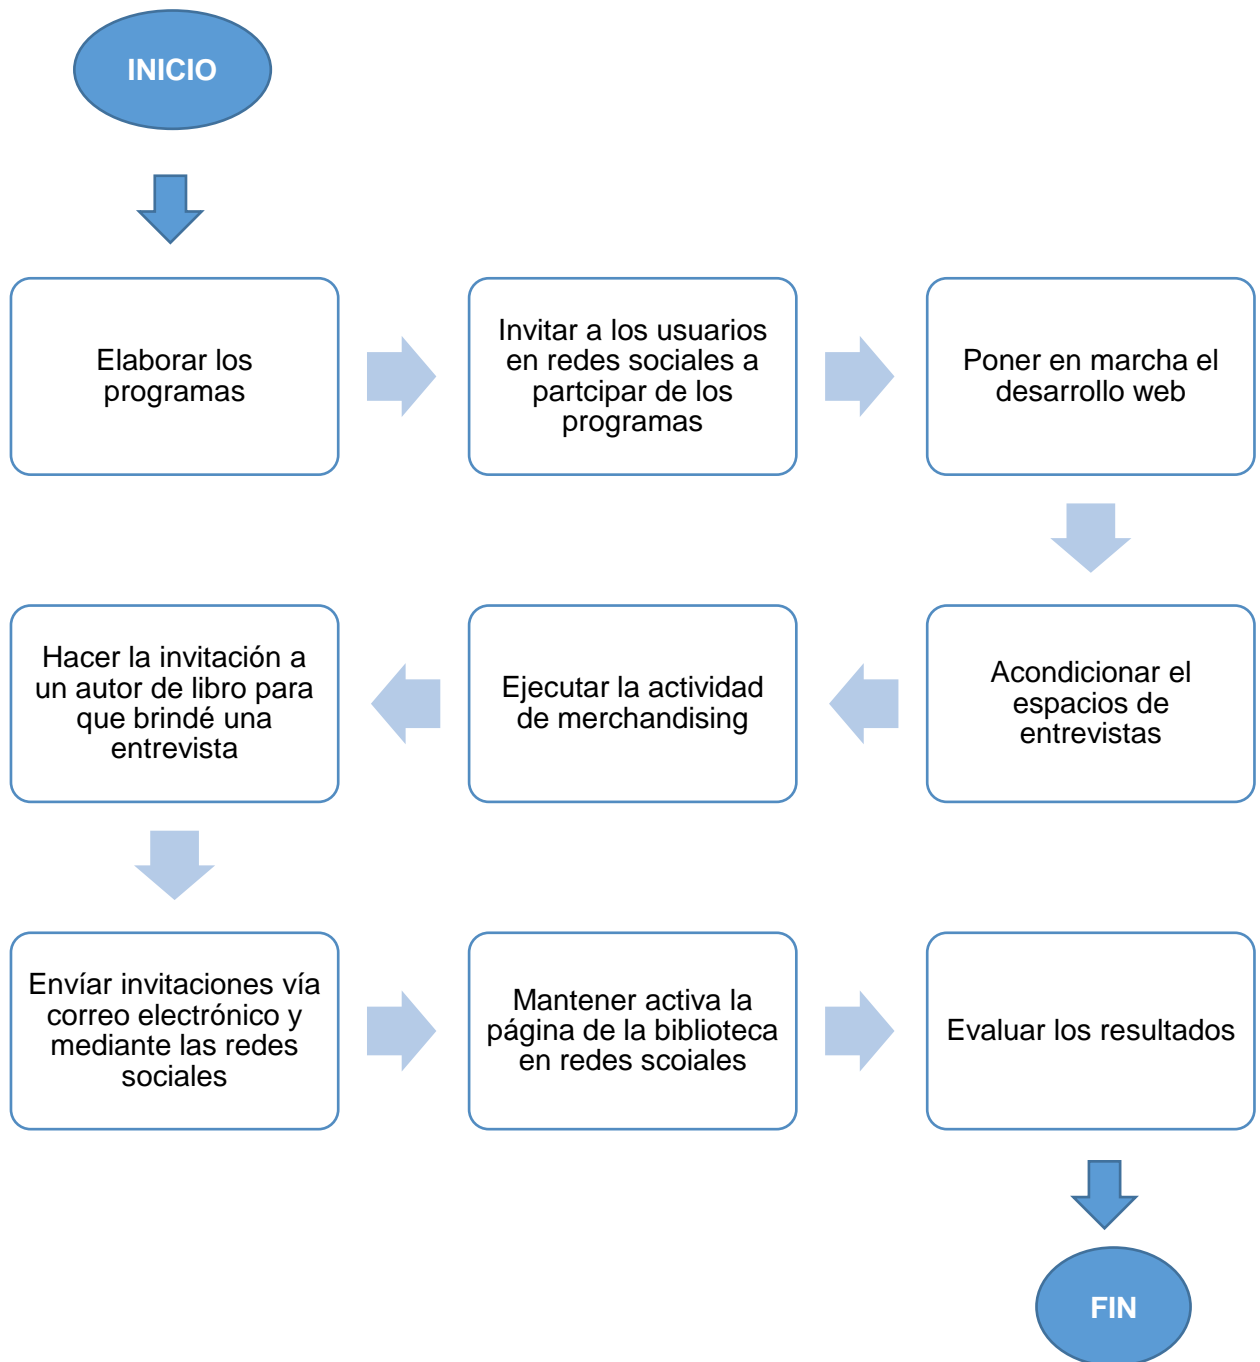 INICIO
Elaborar los
programas
Invitar a los usuarios
en redes sociales a
partcipar de los
programas
Poner en marcha el
desarrollo web
Acondicionar el
espacios de
entrevistas
Ejecutar la actividad
de merchandising
Hacer la invitación a
un autor de libro para
que brindé una
entrevista
Envíar invitaciones vía
correo electrónico y
mediante las redes
sociales
Mantener activa la
página de la biblioteca
en redes scoiales
Evaluar los resultados
FIN